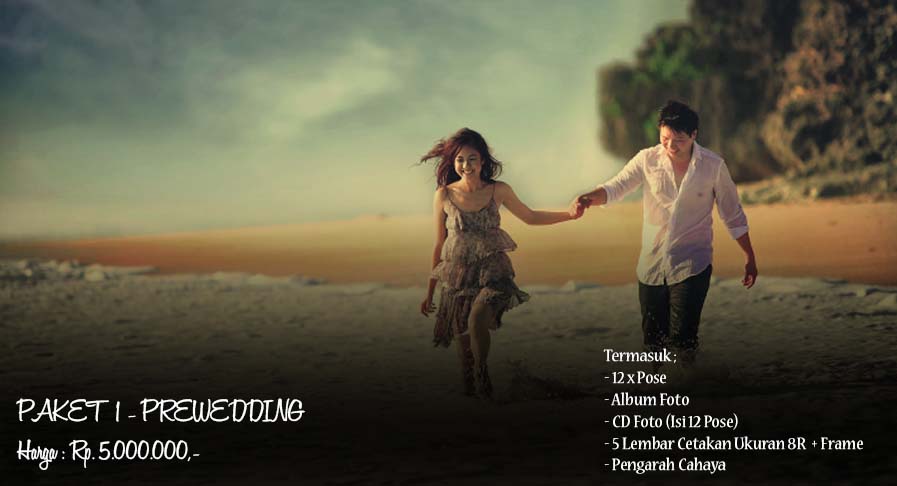 PAKET 1 - PREWEDDING
Harga : Rp. 5.000.000,-
Termasuk ;
- 12 x Pose
- Album Foto
- CD Foto (Isi 12 Pose)
- 5 Lembar Cetakan Ukuran 8R + Frame
- Pengarah Cahaya